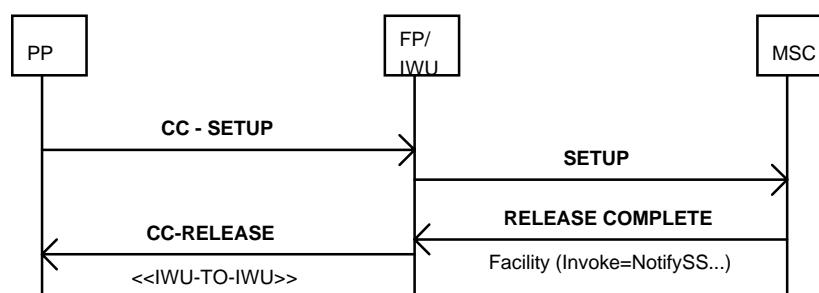 PP
FP/
IWU
MSC
CC - SETUP
SETUP
RELEASE COMPLETE
CC-RELEASE
Facility (Invoke=NotifySS...)
<<IWU-TO-IWU>>